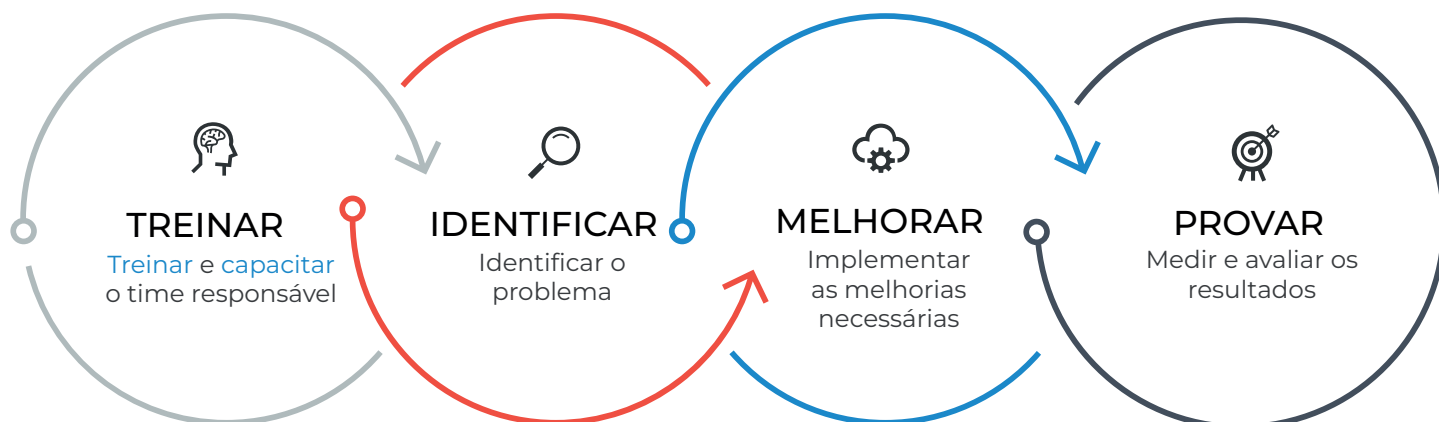 TREINAR
Treinar e capacitar
o time responsável
IDENTIFICAR
Identificar o
problema
MELHORAR
Implementar
as melhorias
necessárias
PROVAR
Medir e avaliar os
resultados